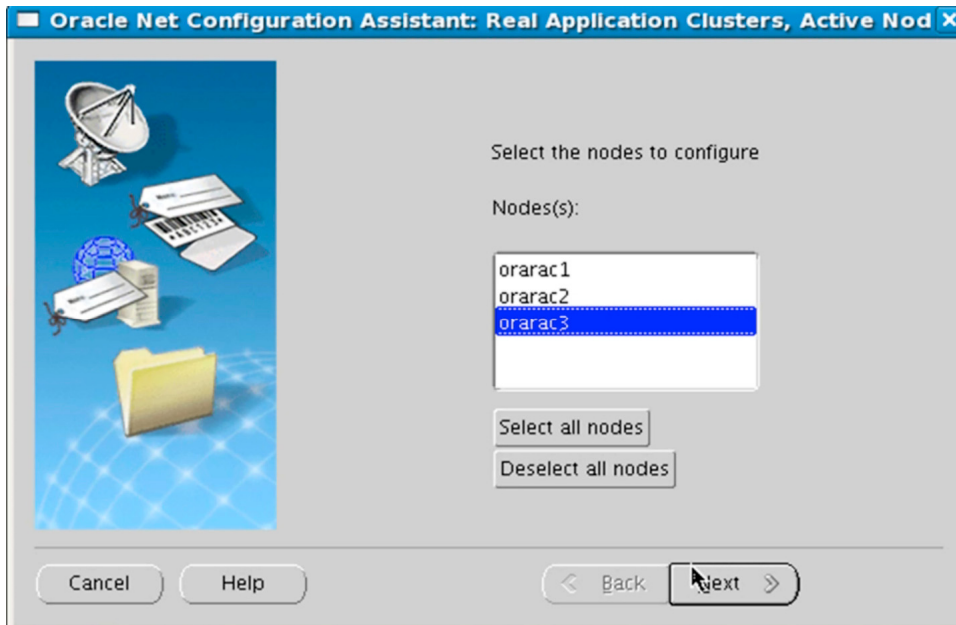 Oracle Net Configuration Assistant: Real Application Clusters, Active Nod
Select the nodes to configure
Nodes(s):
orarac1
orarac2
orarac3
Select all nodes
Deselect all nodes
Cancel
Help
Back
Next